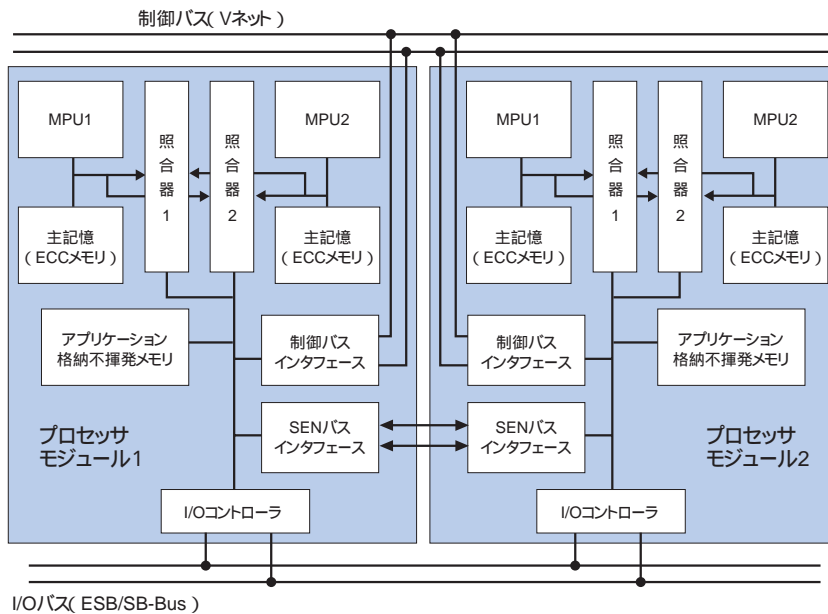 制御バス(Vネット)
MPU1
照合器1
照合器2
MPU2
主記憶
(ECCメモリ)
主記憶
(ECCメモリ)
アプリケーション
格納不揮発メモリ
制御バス
インタフェース
SENバス
インタフェース
プロセッサ
モジュール1
I/Oコントローラ
MPU1
照合器1
照合器2
MPU2
主記憶
(ECCメモリ)
主記憶
(ECCメモリ)
制御バス
インタフェース
アプリケーション
格納不揮発メモリ
SENバス
インタフェース
プロセッサ
モジュール2
I/Oコントローラ
I/Oバス(ESB/SB-Bus)